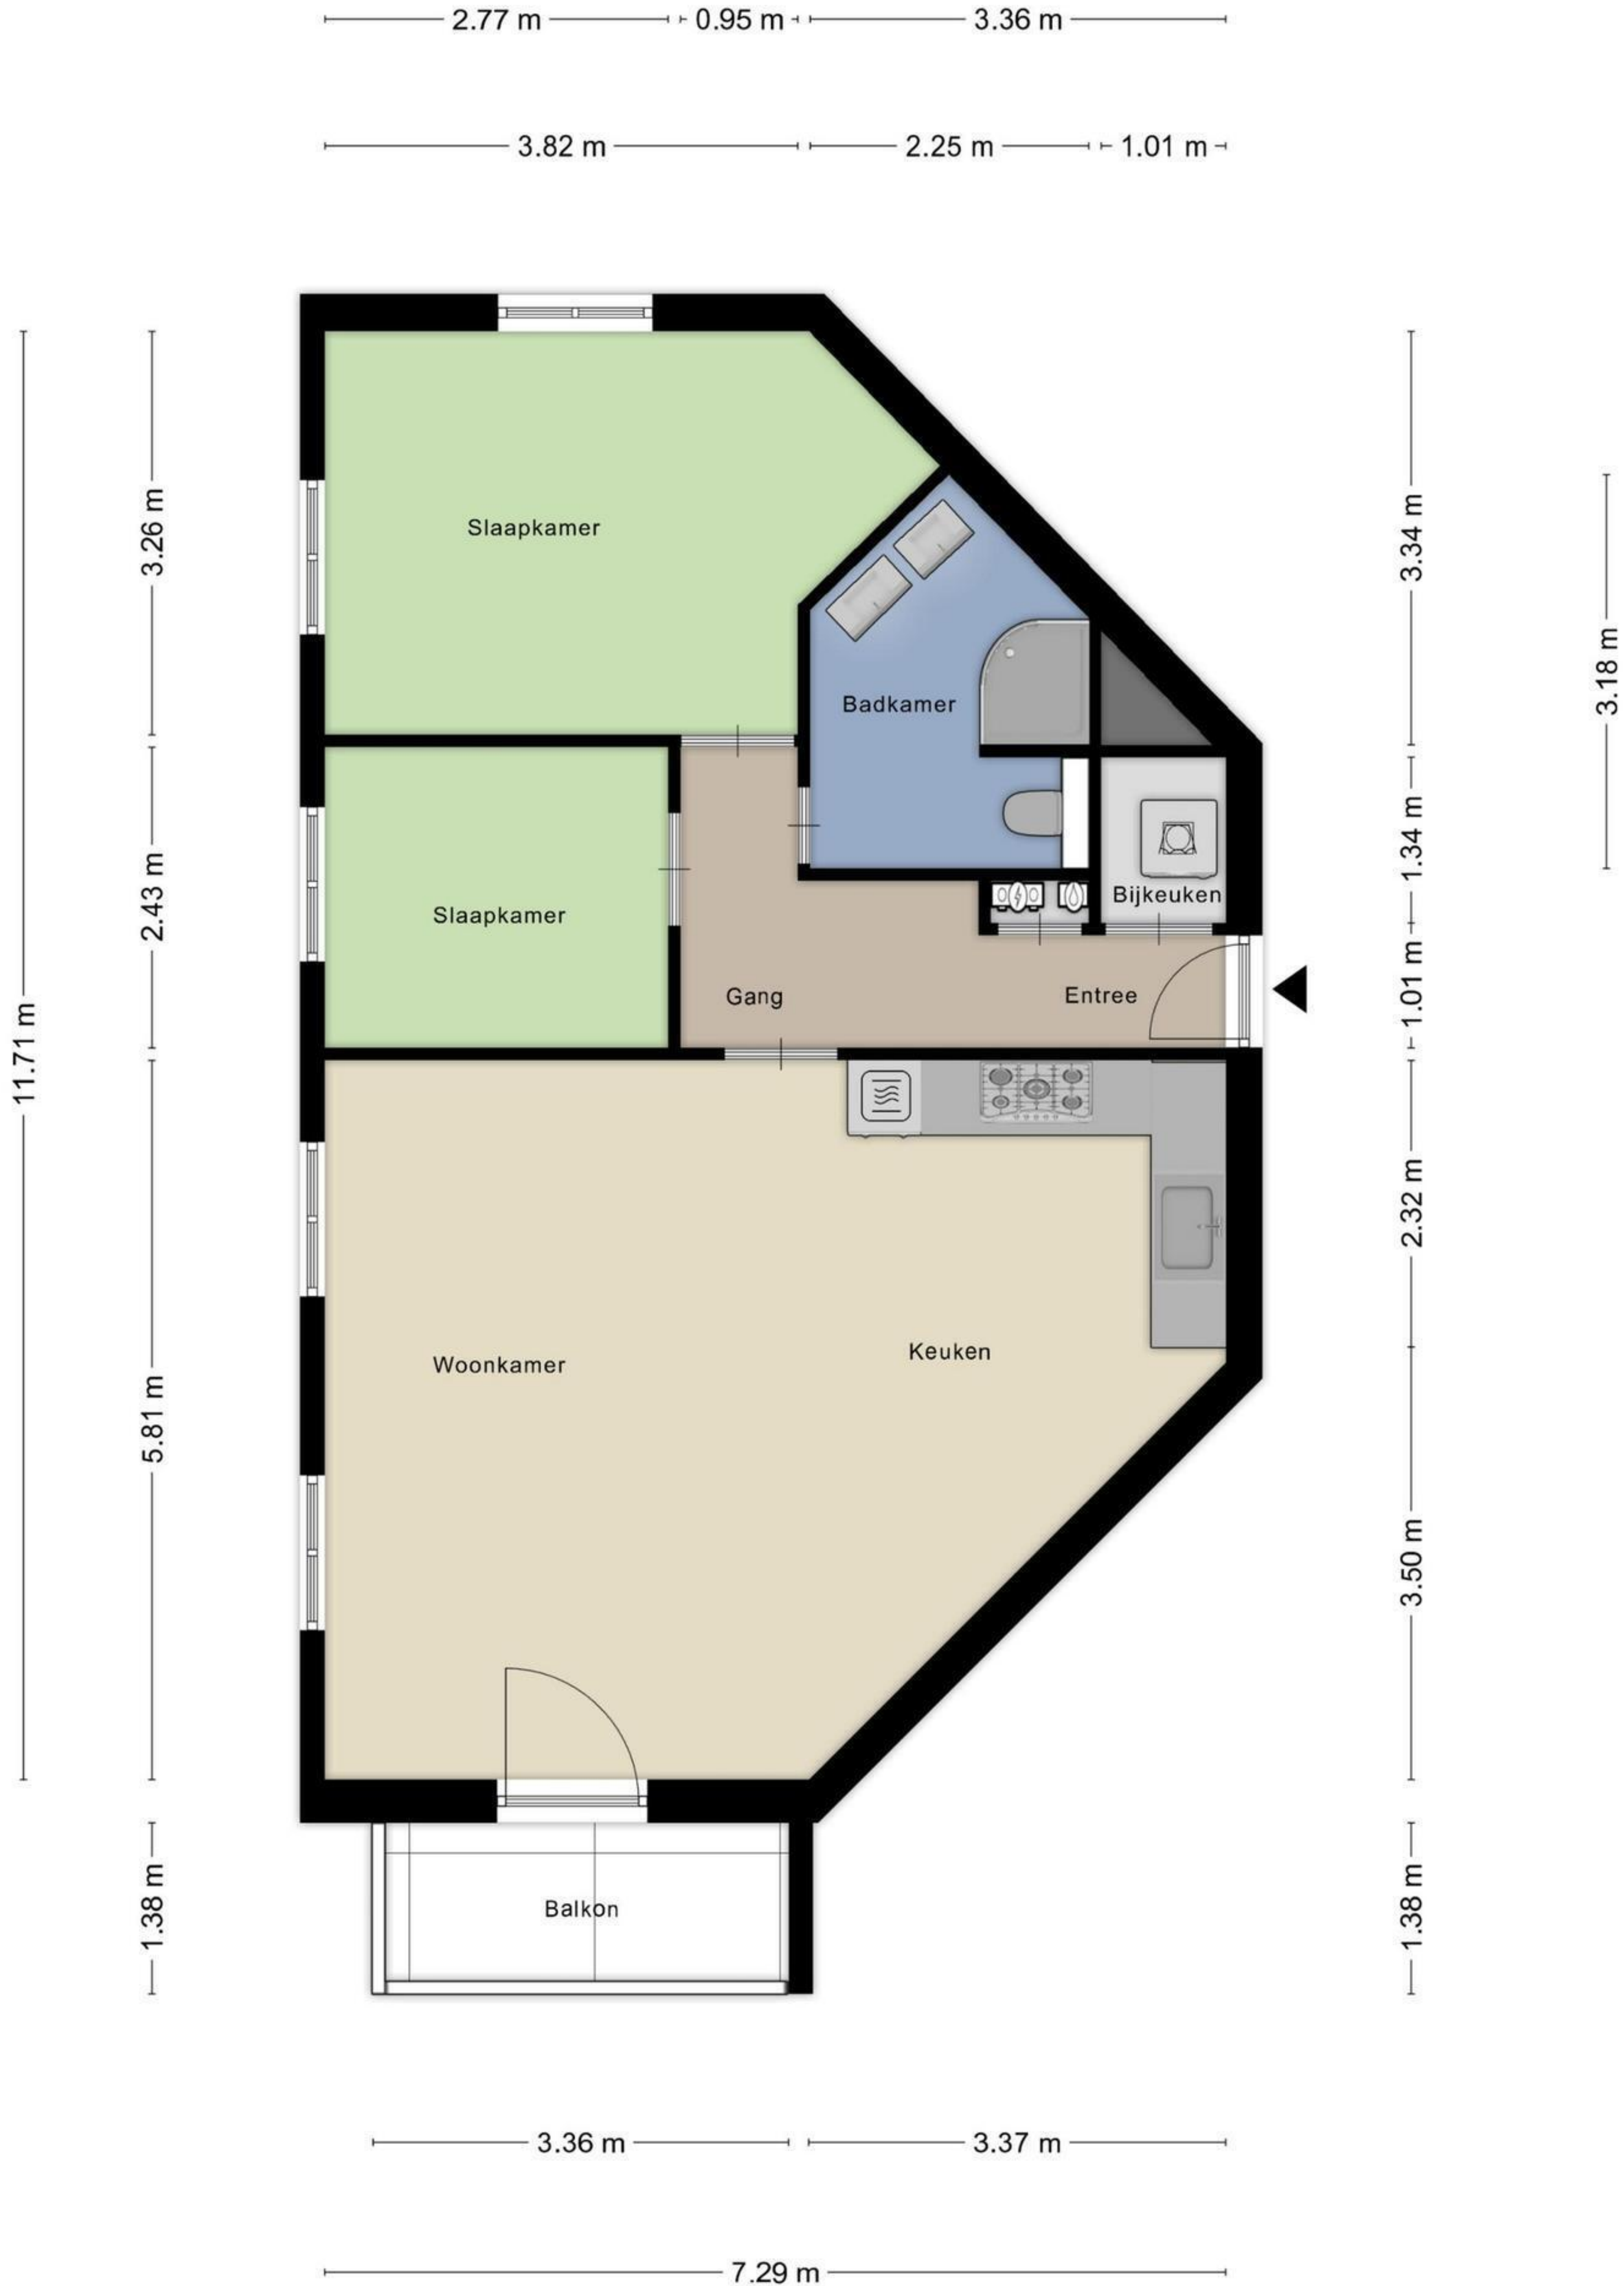 2.77 m
0.95 m
3.36 m
3.82 m
2.25 m
1.01 m
11.71 m
3.26 m
2.43 m
5.81 m
1.38 m
Slaapkamer
Badkamer
Slaapkamer
Bijkeuken
Gang
Entree
Woonkamer
Keuken
Balkon
3.34 m
1.34 m
1.01 m
2.32 m
3.50 m
1.38 m
3.18 m
3.36 m
3.37 m
7.29 m